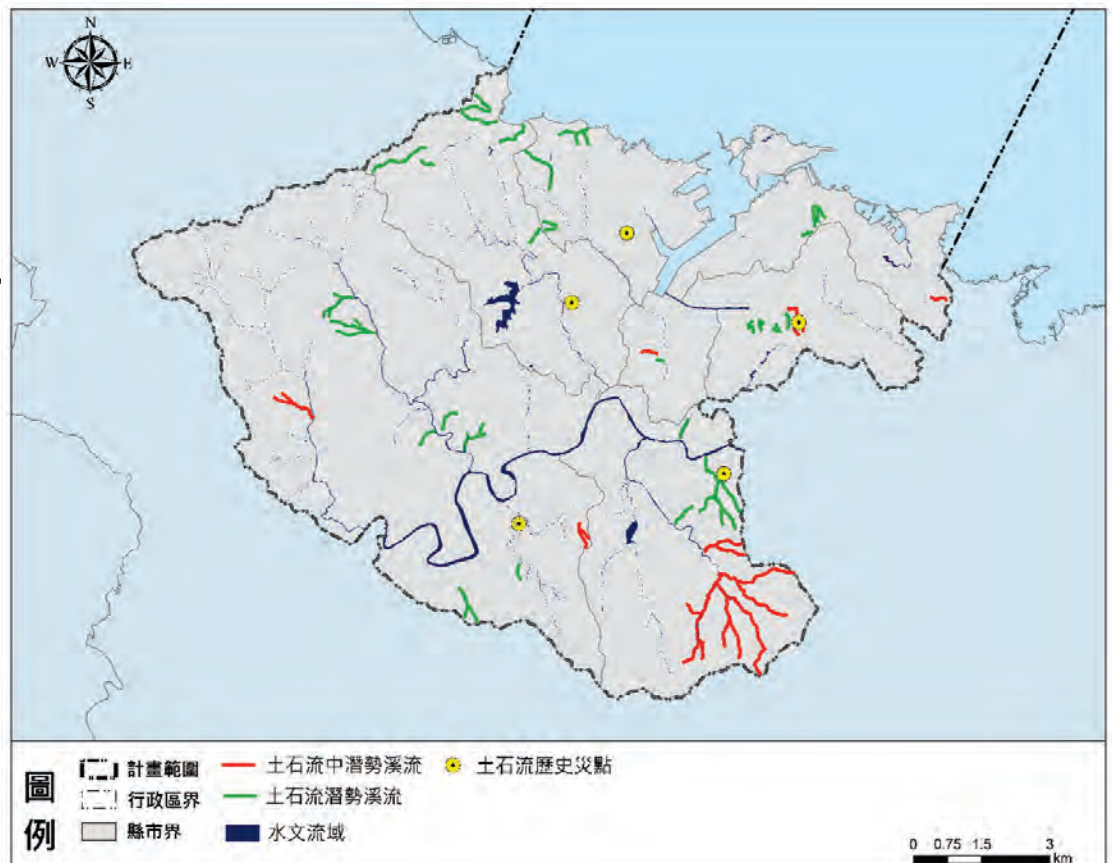 N
W E
S
圖例
計畫範圍
行政區界
縣市界
土石流中潛勢溪流
土石流潛勢溪流
水文流域
土石流歷史災點
0 0.75 1.5 3
km